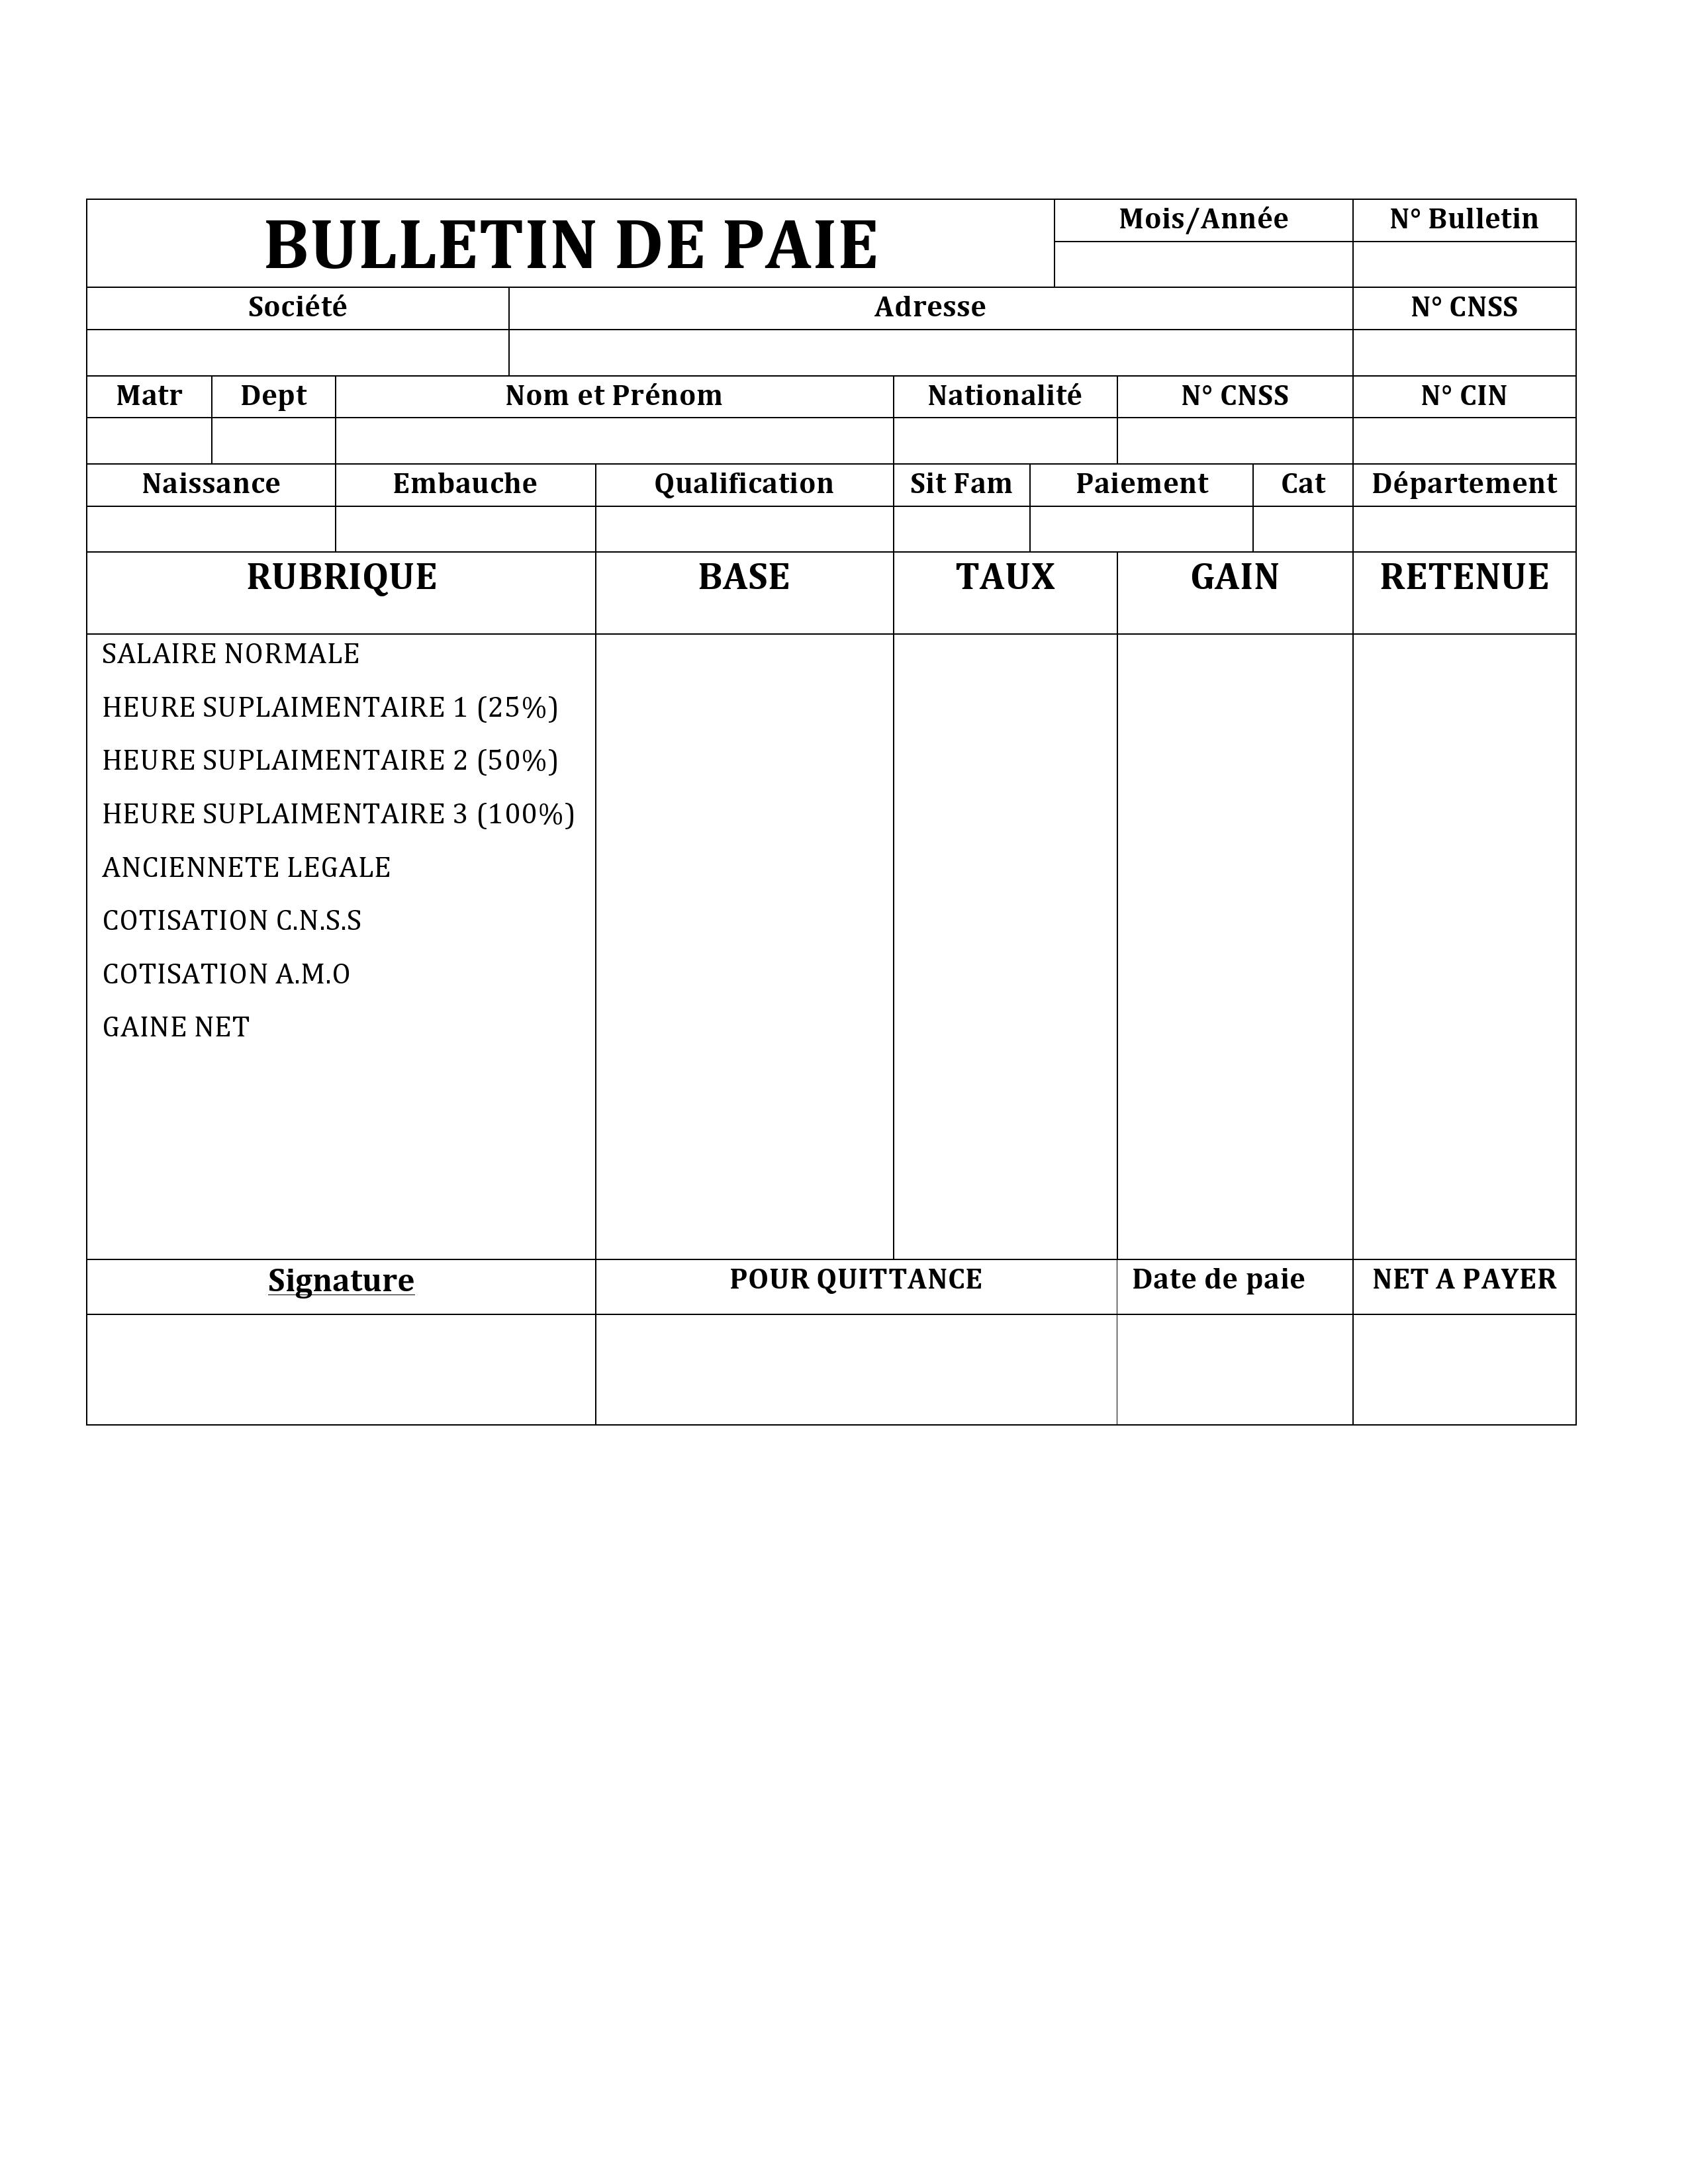 BULLETIN DE PAIE
Mois/Année
N° Bulletin
Société
Adresse
N° CNSS
Matr
Dept
Nom et Prénom
Nationalité
N° CNSS
N° CIN
Naissance
Embauche
Qualification
Sit Fam
Paiement
Cat
Département
RUBRIQUE
BASE
TAUX
GAIN
RETENUE
SALAIRE NORMALE
HEURE SUPLAIMENTAIRE 1 (25%)
HEURE SUPLAIMENTAIRE 2 (50%)
HEURE SUPLAIMENTAIRE 3 (100%)
ANCIENNETE LEGALE
COTISATION C.N.S.S
COTISATION A.M.O
GAINE NET
Signature
POUR QUITTANCE
Date de paie
NET A PAYER